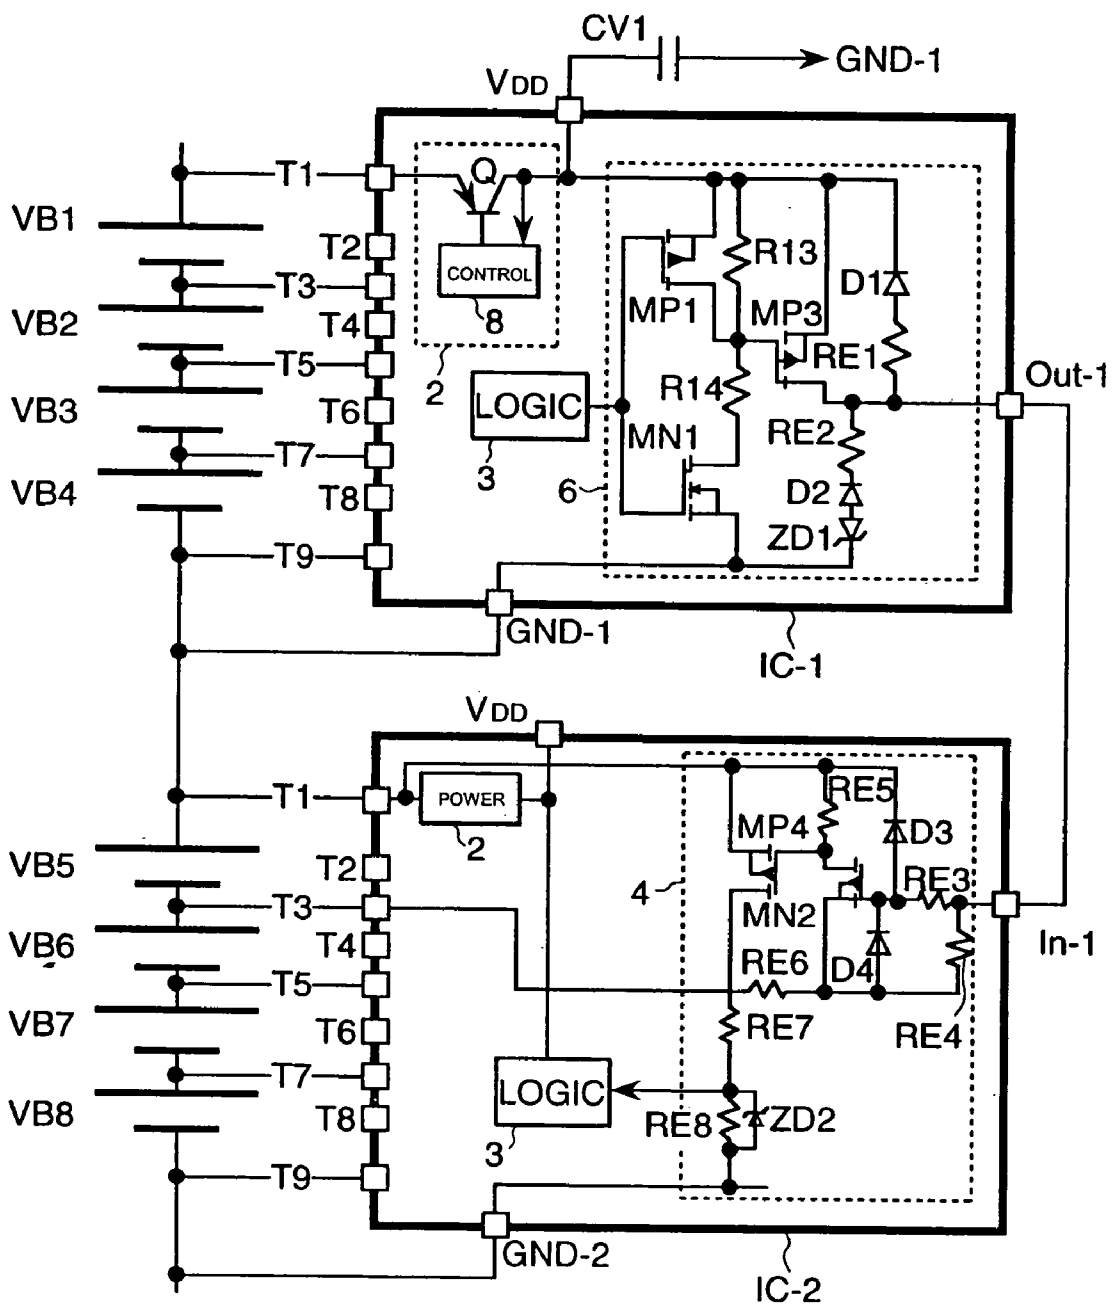 CV1
GND-1
VDD
T1
Q
VB1
T2
CONTROL
R13
D1
T3
8
MP1
MP3
VB2
T4
RE1
T5
2
R14
Out-1
VB3
T6
LOGIC
MN1
RE2
T7
3
VB4
T8
6
D2
ZD1
T9
GND-1
IC-1
VDD
T1
POWER
RE5
2
MP4
D3
VB5
T2
4
RE3
T3
MN2
In-1
VB6
T4
RE6
D4
T5
VB7
T6
RE7
RE4
T7
LOGIC
VB8
T8
RE8
ZD2
3
T9
GND-2
IC-2